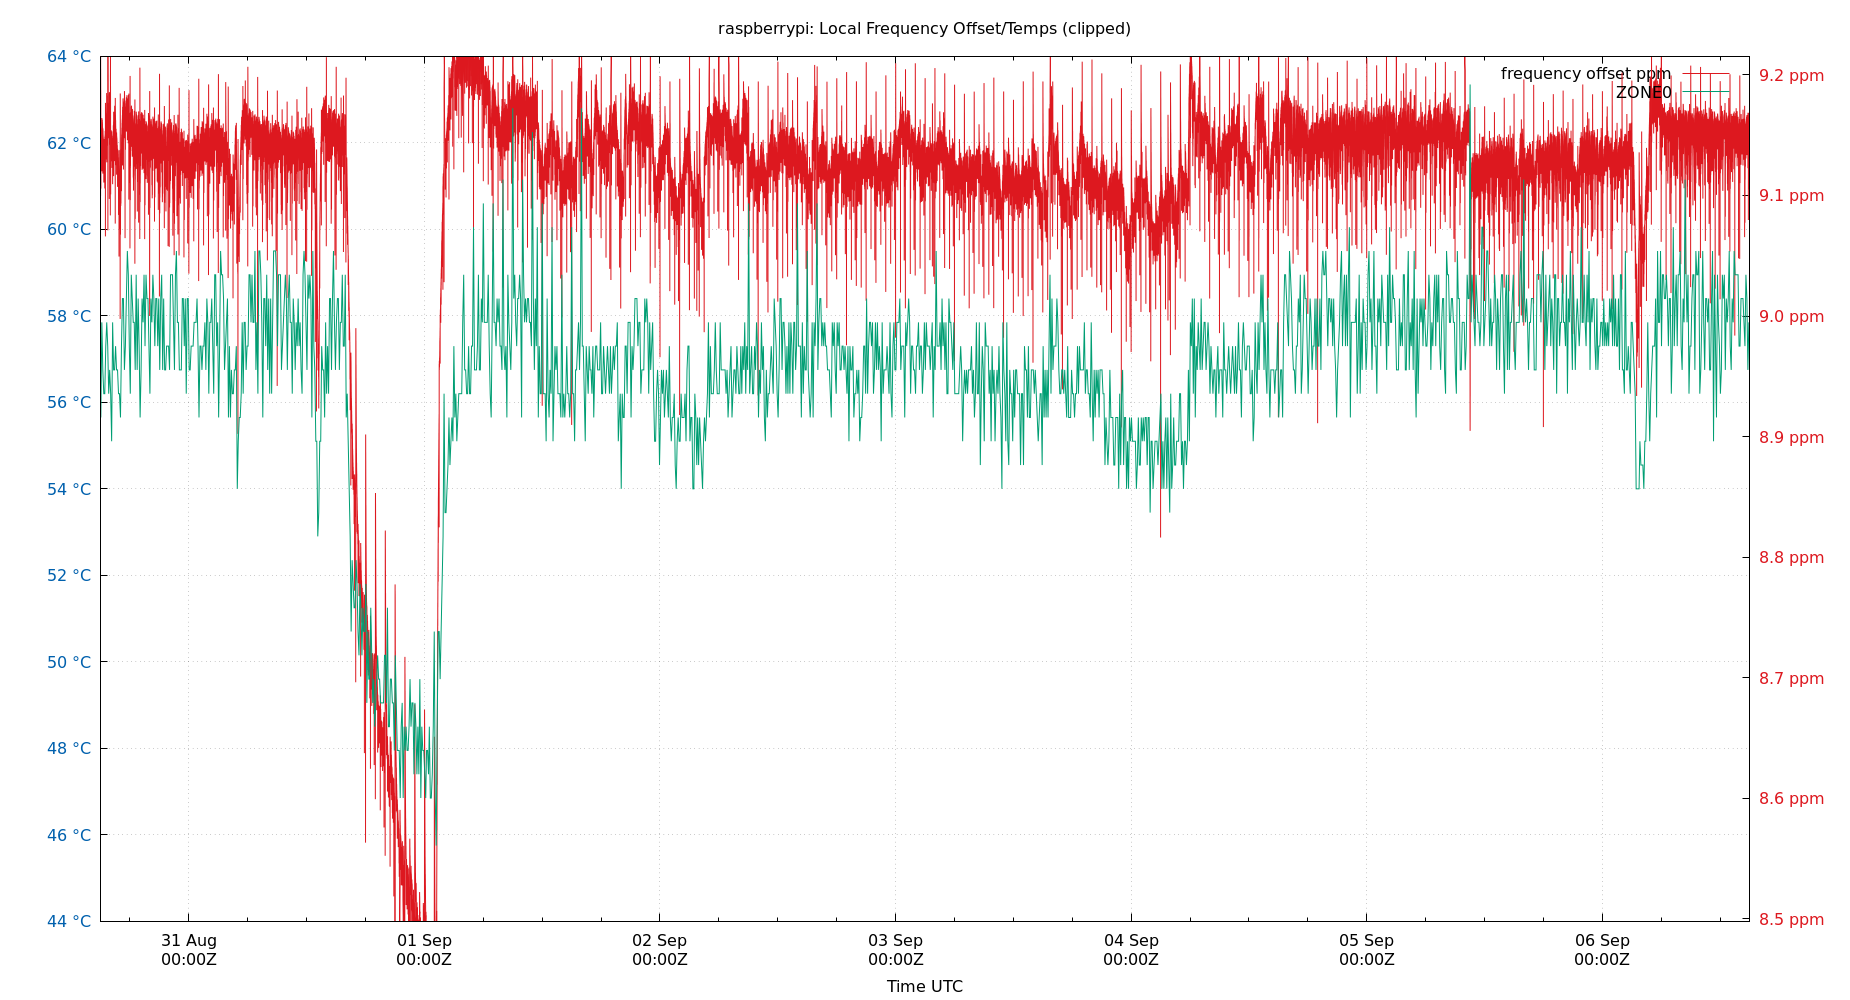 raspberrypi: Local Frequency Offset/Temps (clipped)
frequency offset ppm
ZONE0
64 °C
62 °C
60 °C
58 °C
56 °C
54 °C
52 °C
50 °C
48 °C
46 °C
44 °C
9.2 ppm
9.1 ppm
9.0 ppm
8.9 ppm
8.8 ppm
8.7 ppm
8.6 ppm
8.5 ppm
31 Aug
00:00Z
01 Sep
00:00Z
02 Sep
00:00Z
03 Sep
00:00Z
04 Sep
00:00Z
05 Sep
00:00Z
06 Sep
00:00Z
Time UTC